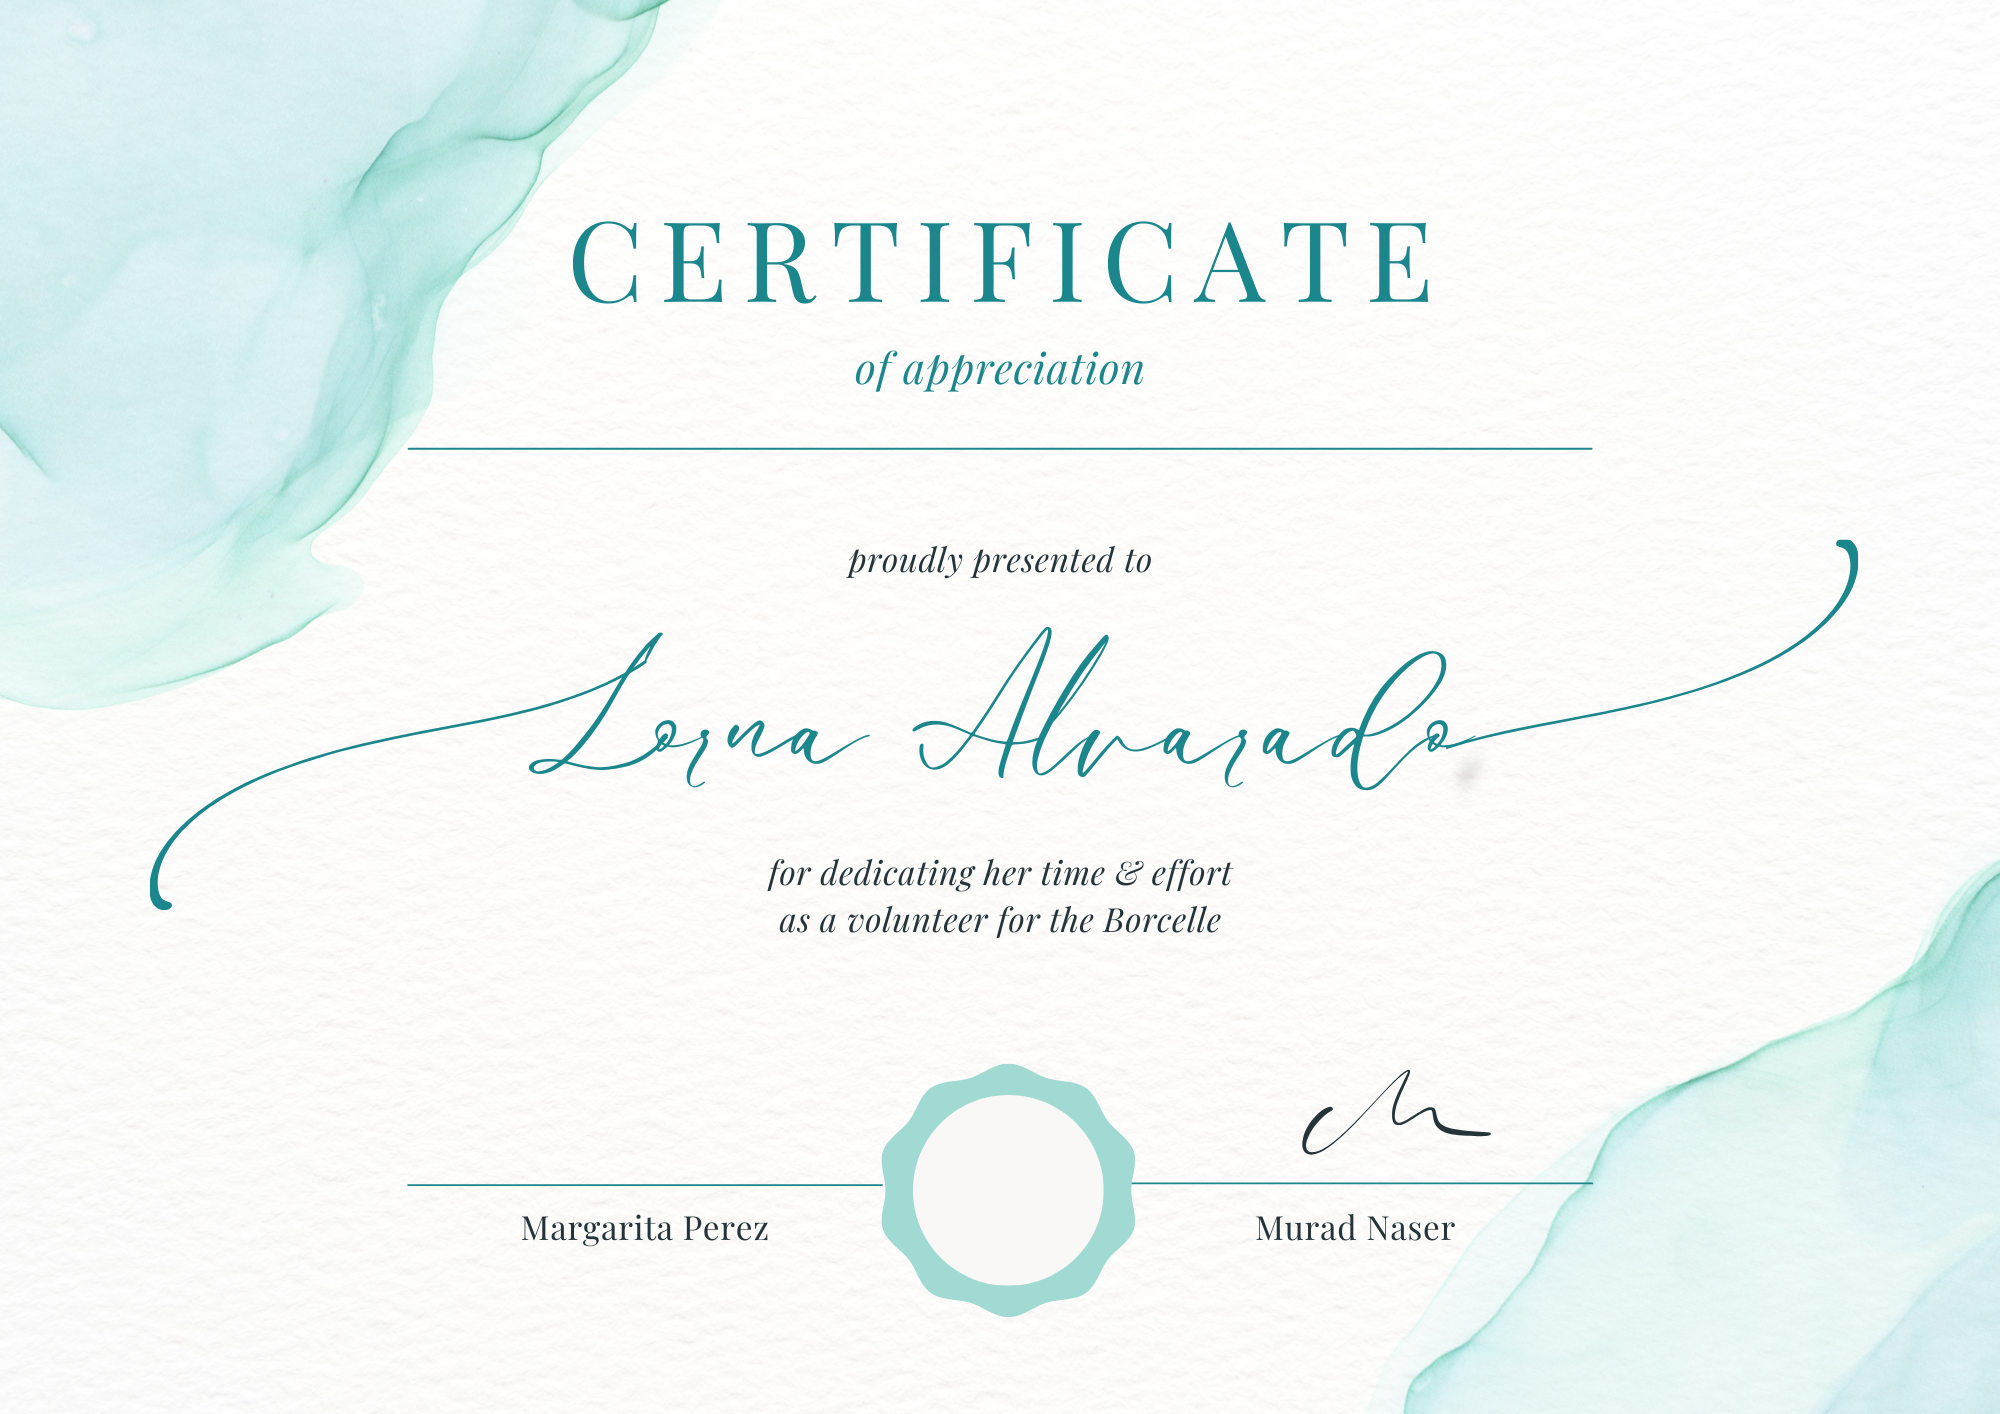 CERTIFICATE
of appreciation
proudly presented to
Lorna Alvarado
for dedicating her time & effort
as a volunteer for the Borcelle
Margarita Perez
Murad Naser